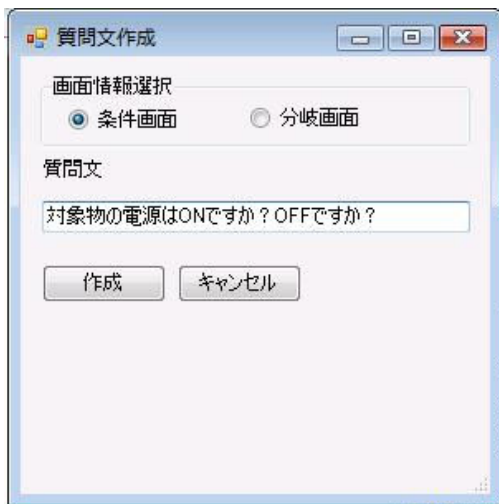 質問文作成
画面情報選択
条件画面 分岐画面
質問文
対象物の電源はONですか？OFFですか？
作成 キャンセル